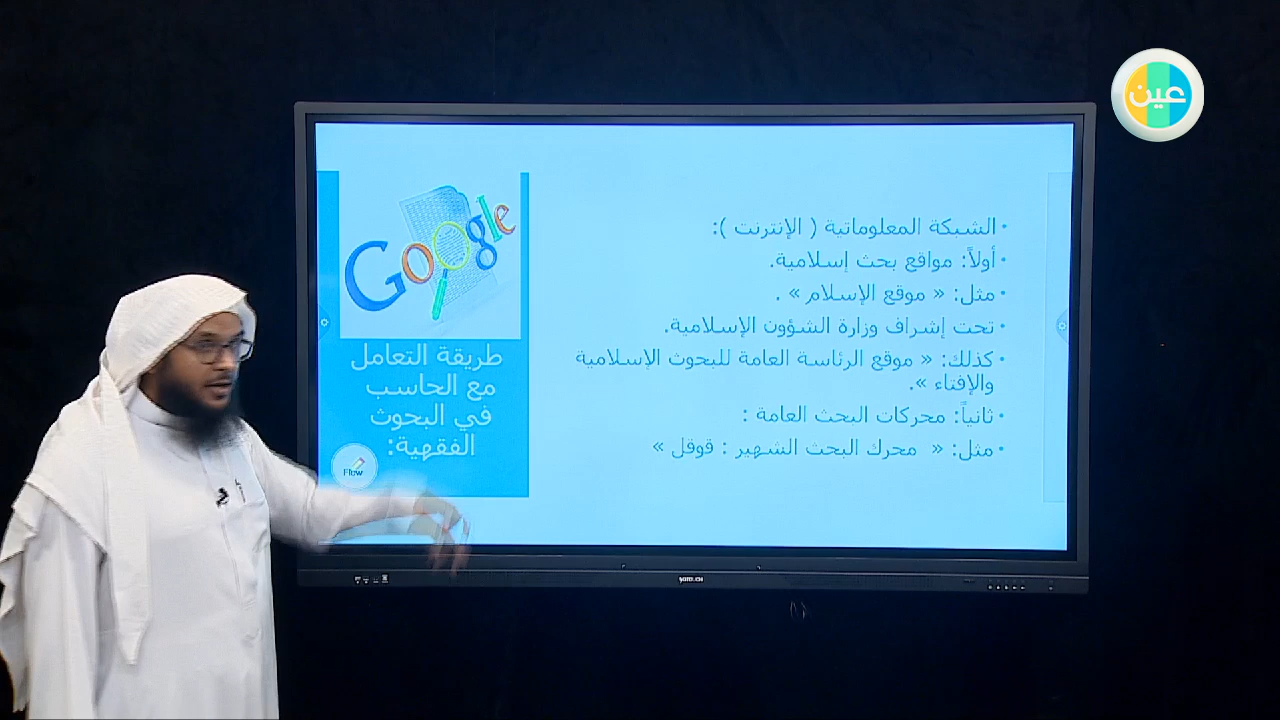 عين
• الشبكة المعلوماتية ( الإنترنت ):
• أولاً: مواقع بحث إسلامية.
• مثل: « موقع الإسلام » .
• تحت إشراف وزارة الشؤون الإسلامية.
• كذلك: « موقع الرئاسة العامة للبحوث الإسلامية
والإفتاء ».
• ثانياً: محركات البحث العامة :
• مثل: « محرك البحث الشهير : قوقل »
Google
طريقة التعامل
مع الحاسب
في البحوث
الفقهية:
Flow